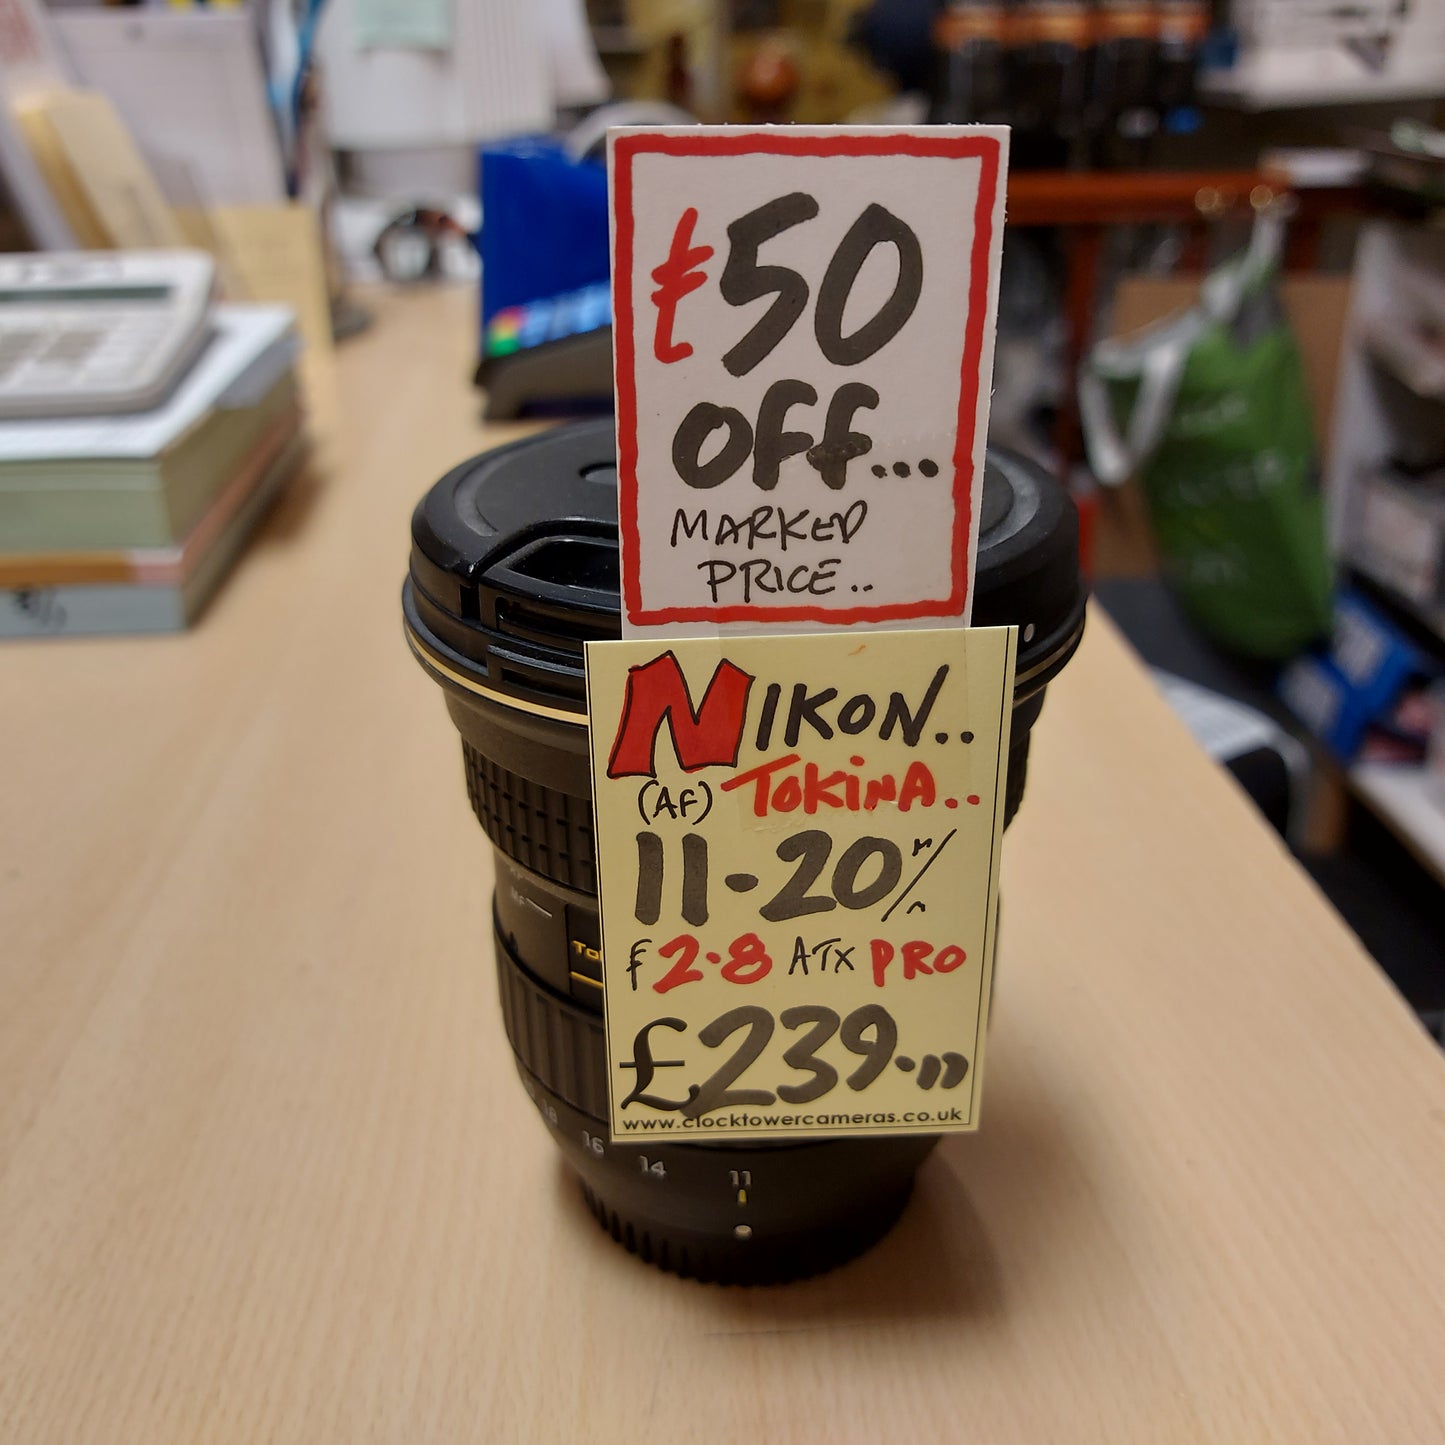 £50
OFF...
MARKED
PRICE..
NIKON..
(AF) TOKINA..
11-20m/m
f2.8 ATX PRO
£239.,,
www.clocktowercameras.co.uk
18 16 14 11